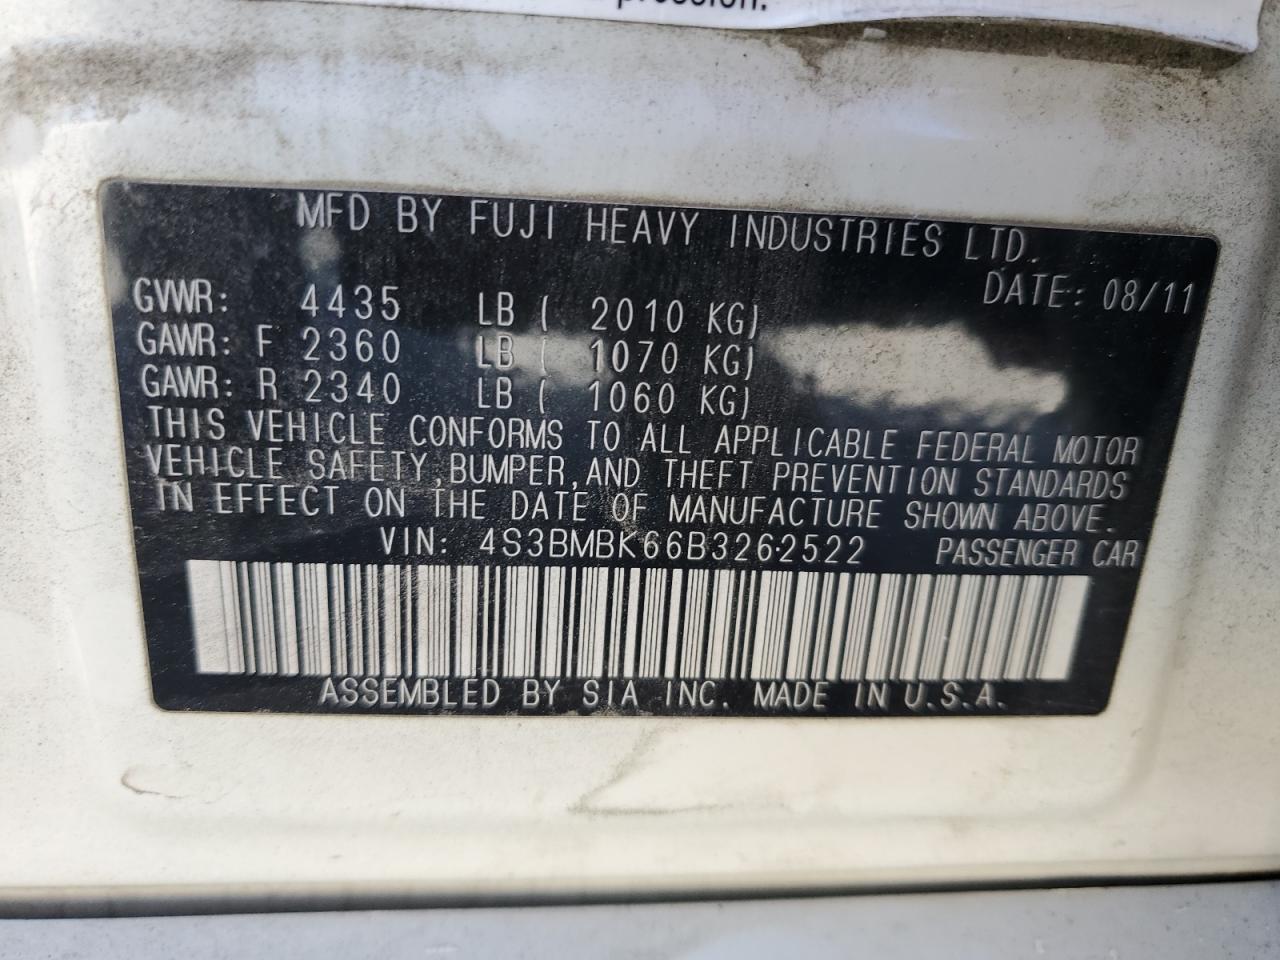 pression.
MFD BY FUJI HEAVY INDUSTRIES LTD.
DATE: 08/11
GVWR: 4435 LB ( 2010 KG)
GAWR: F 2360 LB ( 1070 KG)
GAWR: R 2340 LB ( 1060 KG)
THIS VEHICLE CONFORMS TO ALL APPLICABLE FEDERAL MOTOR
VEHICLE SAFETY, BUMPER, AND THEFT PREVENTION STANDARDS
IN EFFECT ON THE DATE OF MANUFACTURE SHOWN ABOVE.
VIN: 4S3BMBK66B3262522 PASSENGER CAR
ASSEMBLED BY SIA INC. MADE IN U.S.A.